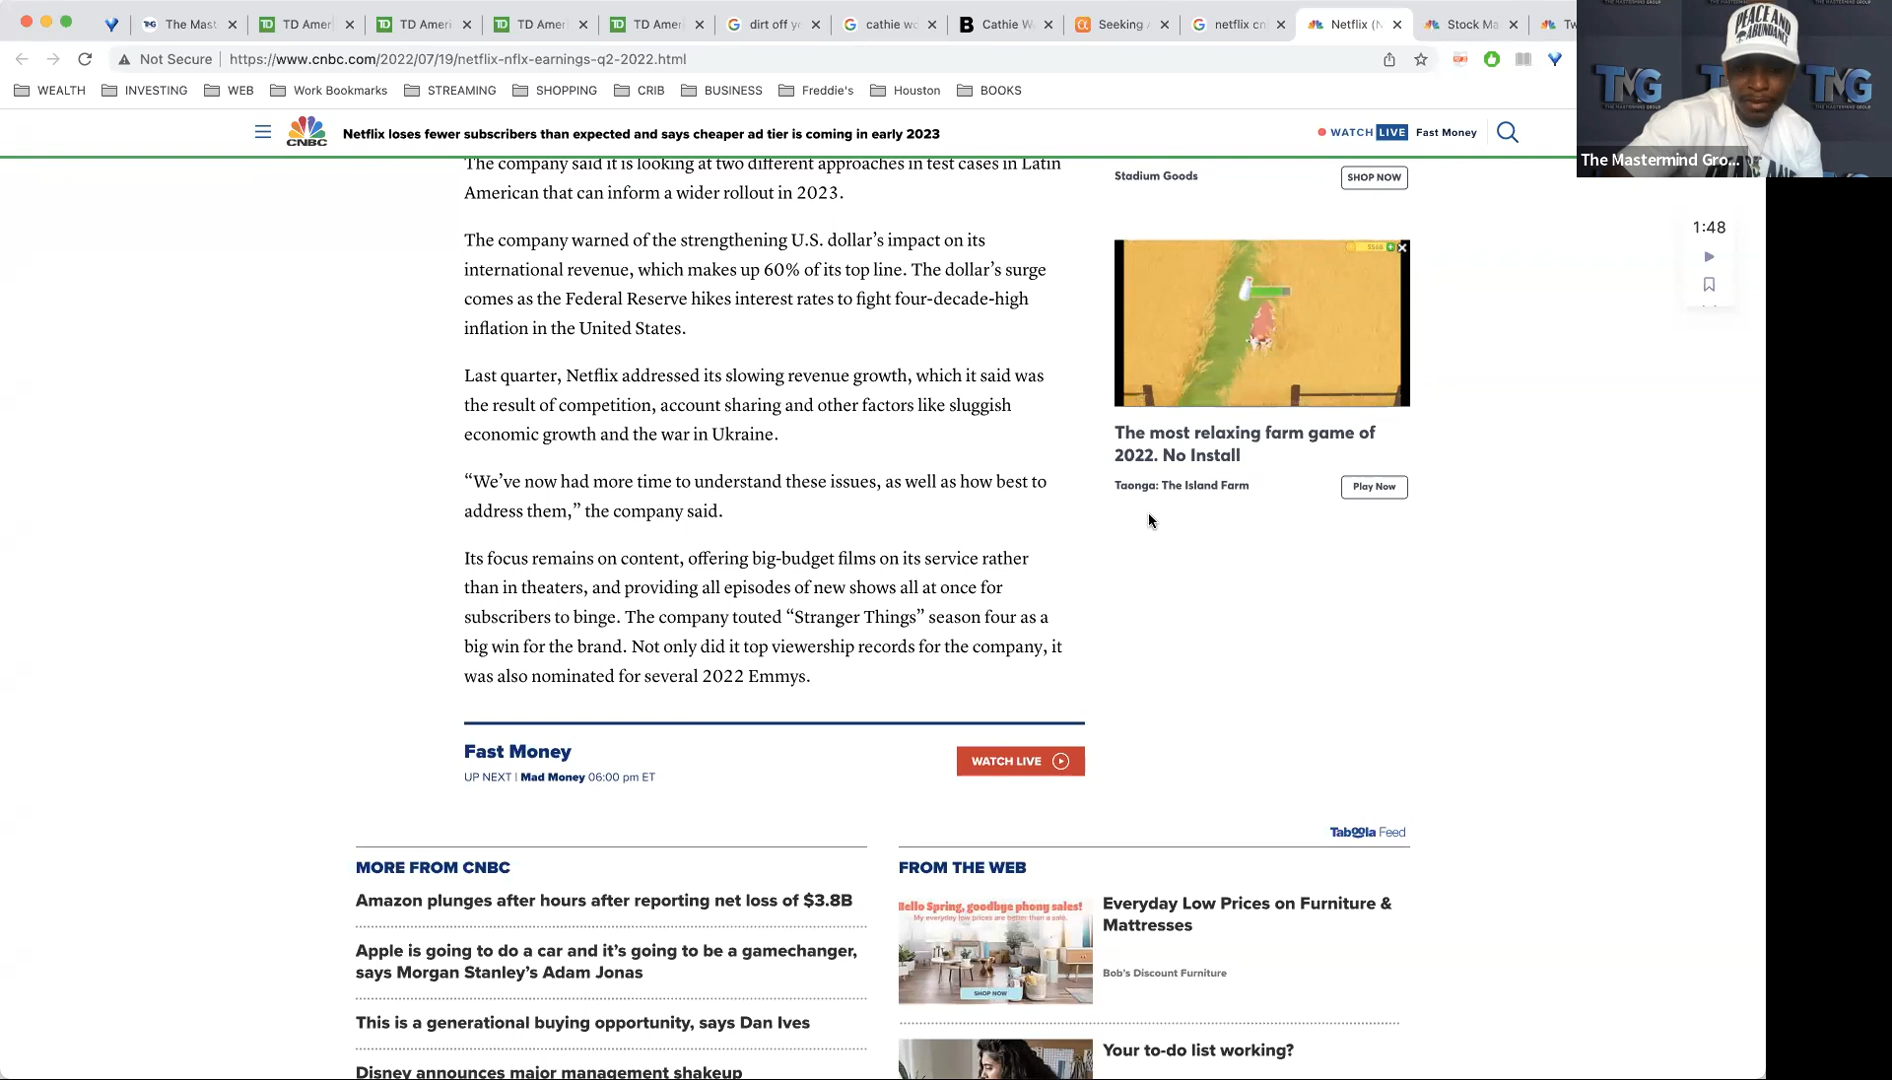 The Mast
TD Amer
TD Ameri
TD Amer
TD Amer
dirt off y
cathie wo
Cathie W
Seeking
netflix cn
Netflix (N
Stock Ma
Tw
Not Secure
https://www.cnbc.com/2022/07/19/netflix-nflx-earnings-q2-2022.html
WEALTH INVESTING WEB Work Bookmarks STREAMING SHOPPING CRIB BUSINESS Freddie's Houston BOOKS
PEACE AND
ABUNDANCE
TMG
The Mastermind Gro...
CNBC
Netflix loses fewer subscribers than expected and says cheaper ad tier is coming in early 2023
WATCH LIVE Fast Money
The company said it is looking at two different approaches in test cases in Latin
American that can inform a wider rollout in 2023.
The company warned of the strengthening U.S. dollar’s impact on its
international revenue, which makes up 60% of its top line. The dollar’s surge
comes as the Federal Reserve hikes interest rates to fight four-decade-high
inflation in the United States.
Last quarter, Netflix addressed its slowing revenue growth, which it said was
the result of competition, account sharing and other factors like sluggish
economic growth and the war in Ukraine.
“We’ve now had more time to understand these issues, as well as how best to
address them,” the company said.
Its focus remains on content, offering big-budget films on its service rather
than in theaters, and providing all episodes of new shows all at once for
subscribers to binge. The company touted “Stranger Things” season four as a
big win for the brand. Not only did it top viewership records for the company, it
was also nominated for several 2022 Emmys.
Stadium Goods
SHOP NOW
The most relaxing farm game of
2022. No Install
Taonga: The Island Farm
Play Now
1:48
Fast Money
UP NEXT | Mad Money 06:00 pm ET
WATCH LIVE
Taboola Feed
MORE FROM CNBC
Amazon plunges after hours after reporting net loss of $3.8B
Apple is going to do a car and it’s going to be a gamechanger,
says Morgan Stanley’s Adam Jonas
This is a generational buying opportunity, says Dan Ives
Disney announces major management shakeup
FROM THE WEB
Hello Spring, goodbye phony sales!
My everyday low prices are better than a sale.
SHOP NOW
Everyday Low Prices on Furniture &
Mattresses
Bob's Discount Furniture
Your to-do list working?